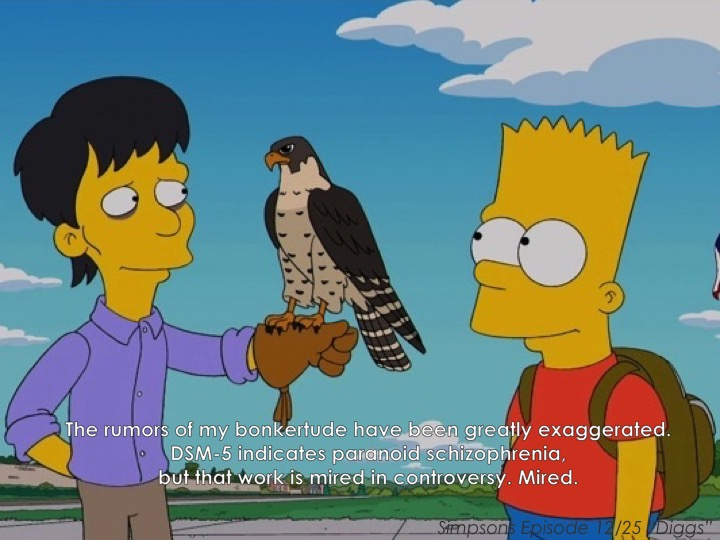 The rumors of my bonkertude have been greatly exaggerated.
DSM-5 indicates paranoid schizophrenia,
but that work is mired in controversy. Mired.
Simpsons Episode 12/25 "Diggs"